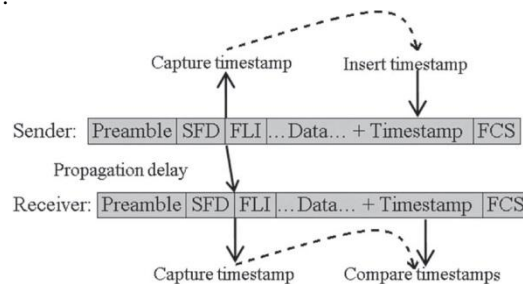 .
Capture timestamp Insert timestamp
Sender: Preamble SFD FLI ...Data... + Timestamp FCS
Propagation delay
Receiver: Preamble SFD FLI ...Data... + Timestamp FCS
Capture timestamp Compare timestamps